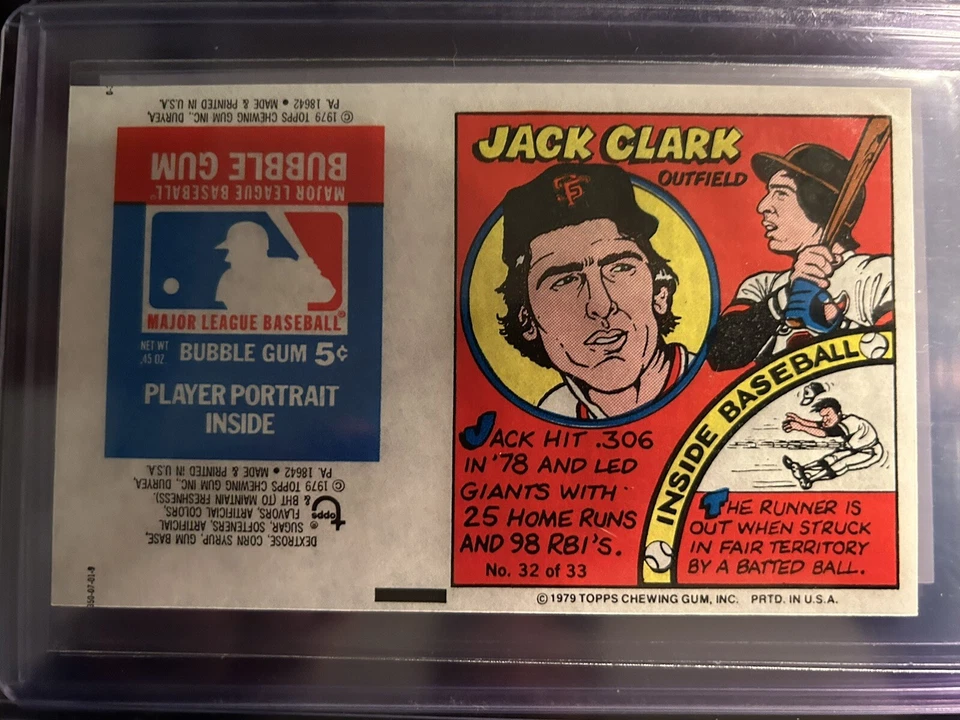 © 1979 TOPPS CHEWING GUM INC., DURYEA,
PA. 18642 ● MADE & PRINTED IN U.S.A.
BUBBLE GUM
MAJOR LEAGUE BASEBALL™
MAJOR LEAGUE BASEBALL®
NET WT
.45 OZ.
BUBBLE GUM 5¢
PLAYER PORTRAIT
INSIDE
topps®
DEXTROSE, CORN SYRUP, GUM BASE,
SUGAR, SOFTENERS, ARTIFICIAL
FLAVORS, ARTIFICIAL COLORS,
& BHT (TO MAINTAIN FRESHNESS).
© 1979 TOPPS CHEWING GUM INC., DURYEA,
PA. 18642 ● MADE & PRINTED IN U.S.A.
JACK CLARK
OUTFIELD
SF
JACK HIT .306
IN '78 AND LED
GIANTS WITH
25 HOME RUNS
AND 98 RBI'S.
No. 32 of 33
INSIDE BASEBALL
THE RUNNER IS
OUT WHEN STRUCK
IN FAIR TERRITORY
BY A BATTED BALL.
© 1979 TOPPS CHEWING GUM, INC. PRTD. IN U.S.A.